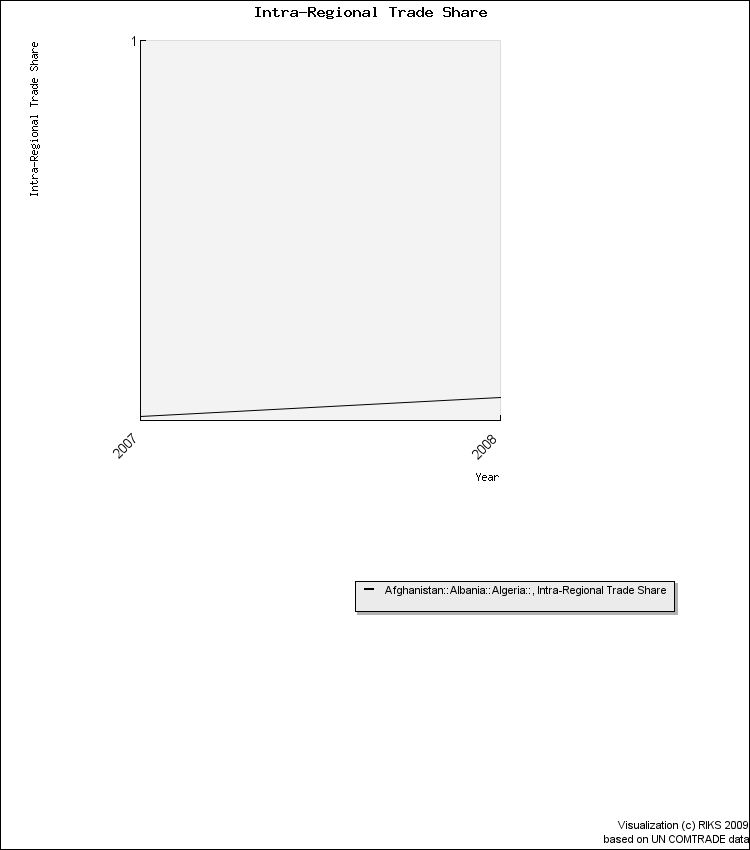 Intra-Regional Trade Share
Intra-Regional Trade Share
1
2007
2008
Year
Afghanistan::Albania::Algeria::, Intra-Regional Trade Share
Visualization (c) RIKS 2009
based on UN COMTRADE data